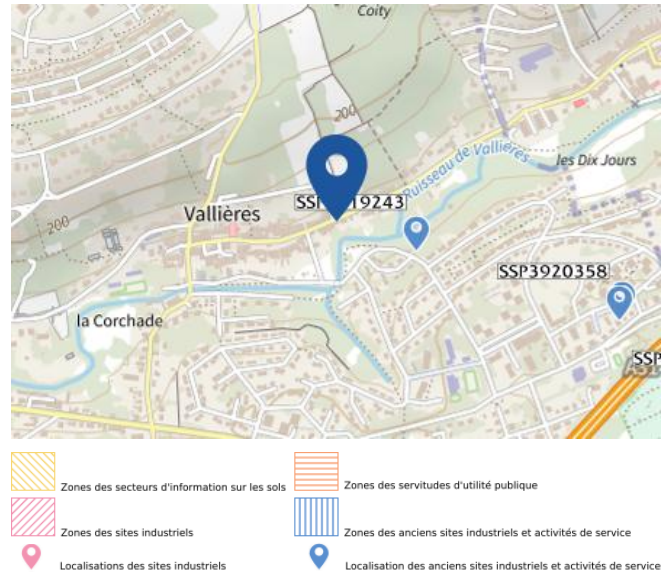 Coity
200
Ruisseau de Vallières
les Dix Jours
Vallières
19243
SSP3920358
200
la Corchade
SSP
Zones des secteurs d'information sur les sols
Zones des servitudes d'utilité publique
Zones des sites industriels
Zones des anciens sites industriels et activités de service
Localisations des sites industriels
Localisation des anciens sites industriels et activités de service